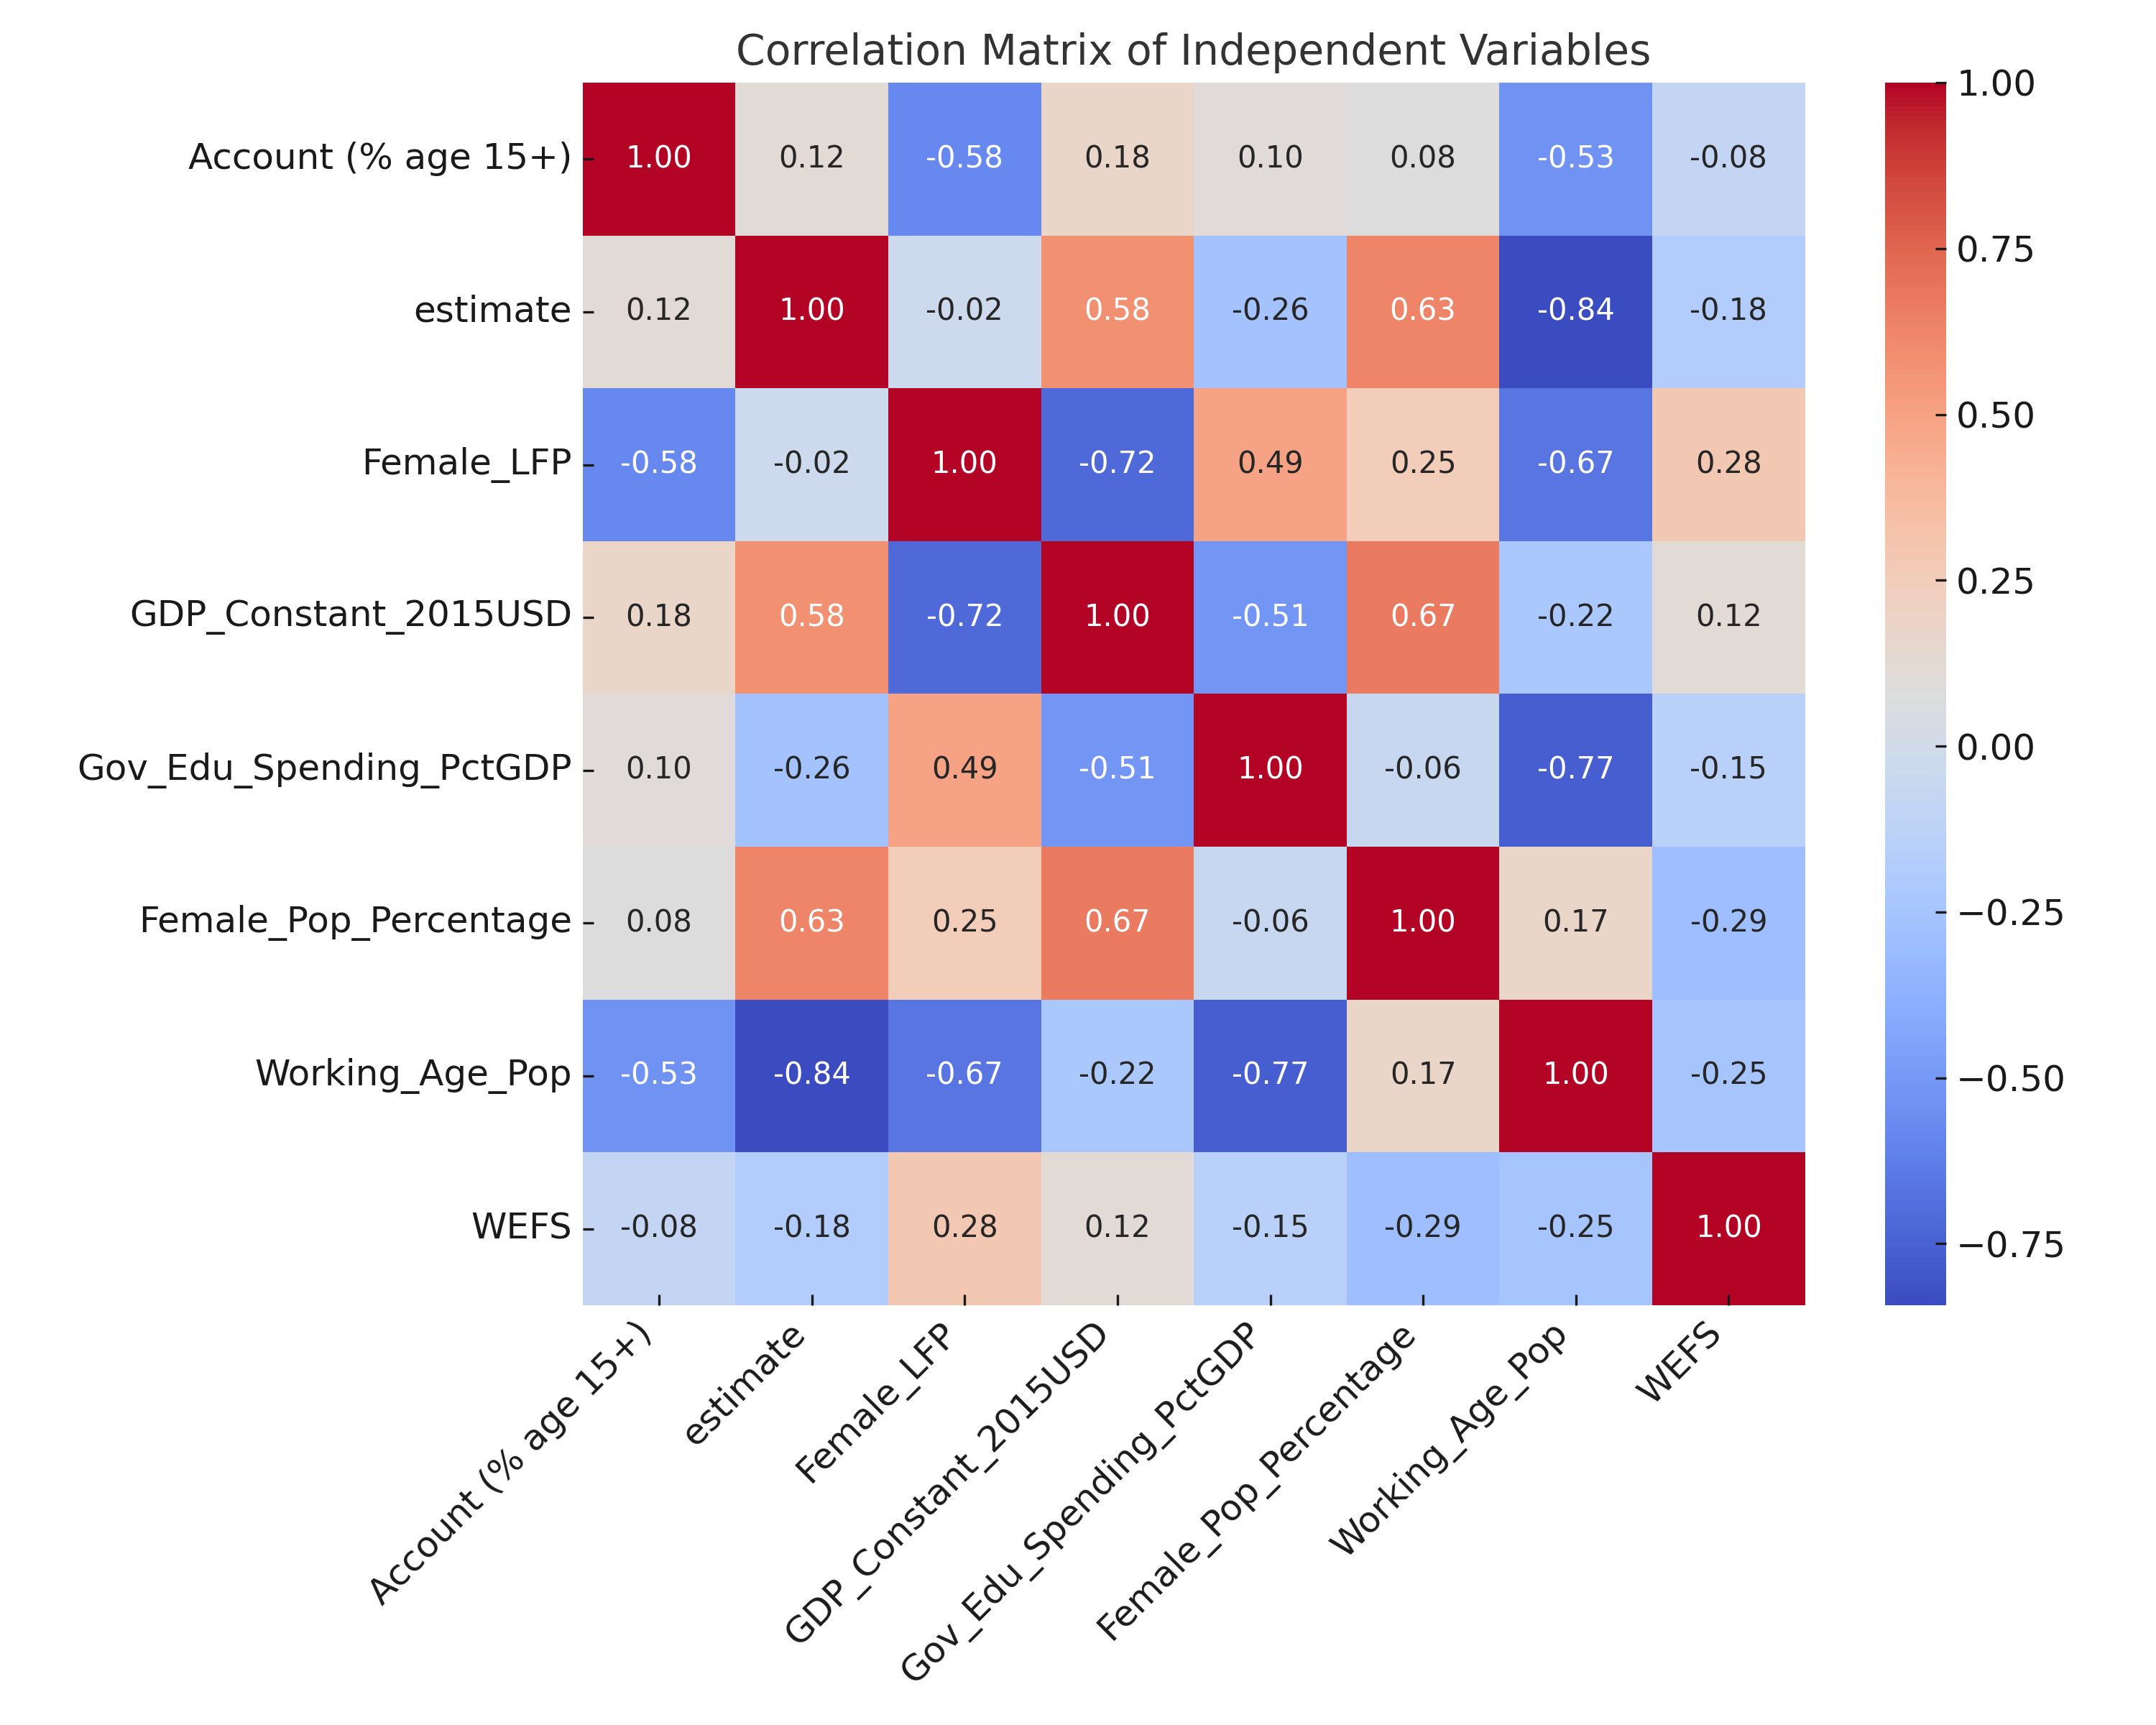 Correlation Matrix of Independent Variables
Account (% age 15+) 1.00 0.12 -0.58 0.18 0.10 0.08 -0.53 -0.08
estimate 0.12 1.00 -0.02 0.58 -0.26 0.63 -0.84 -0.18
Female_LFP -0.58 -0.02 1.00 -0.72 0.49 0.25 -0.67 0.28
GDP_Constant_2015USD 0.18 0.58 -0.72 1.00 -0.51 0.67 -0.22 0.12
Gov_Edu_Spending_PctGDP 0.10 -0.26 0.49 -0.51 1.00 -0.06 -0.77 -0.15
Female_Pop_Percentage 0.08 0.63 0.25 0.67 -0.06 1.00 0.17 -0.29
Working_Age_Pop -0.53 -0.84 -0.67 -0.22 -0.77 0.17 1.00 -0.25
WEFS -0.08 -0.18 0.28 0.12 -0.15 -0.29 -0.25 1.00
Account (% age 15+)
estimate
Female_LFP
GDP_Constant_2015USD
Gov_Edu_Spending_PctGDP
Female_Pop_Percentage
Working_Age_Pop
WEFS
1.00
0.75
0.50
0.25
0.00
−0.25
−0.50
−0.75